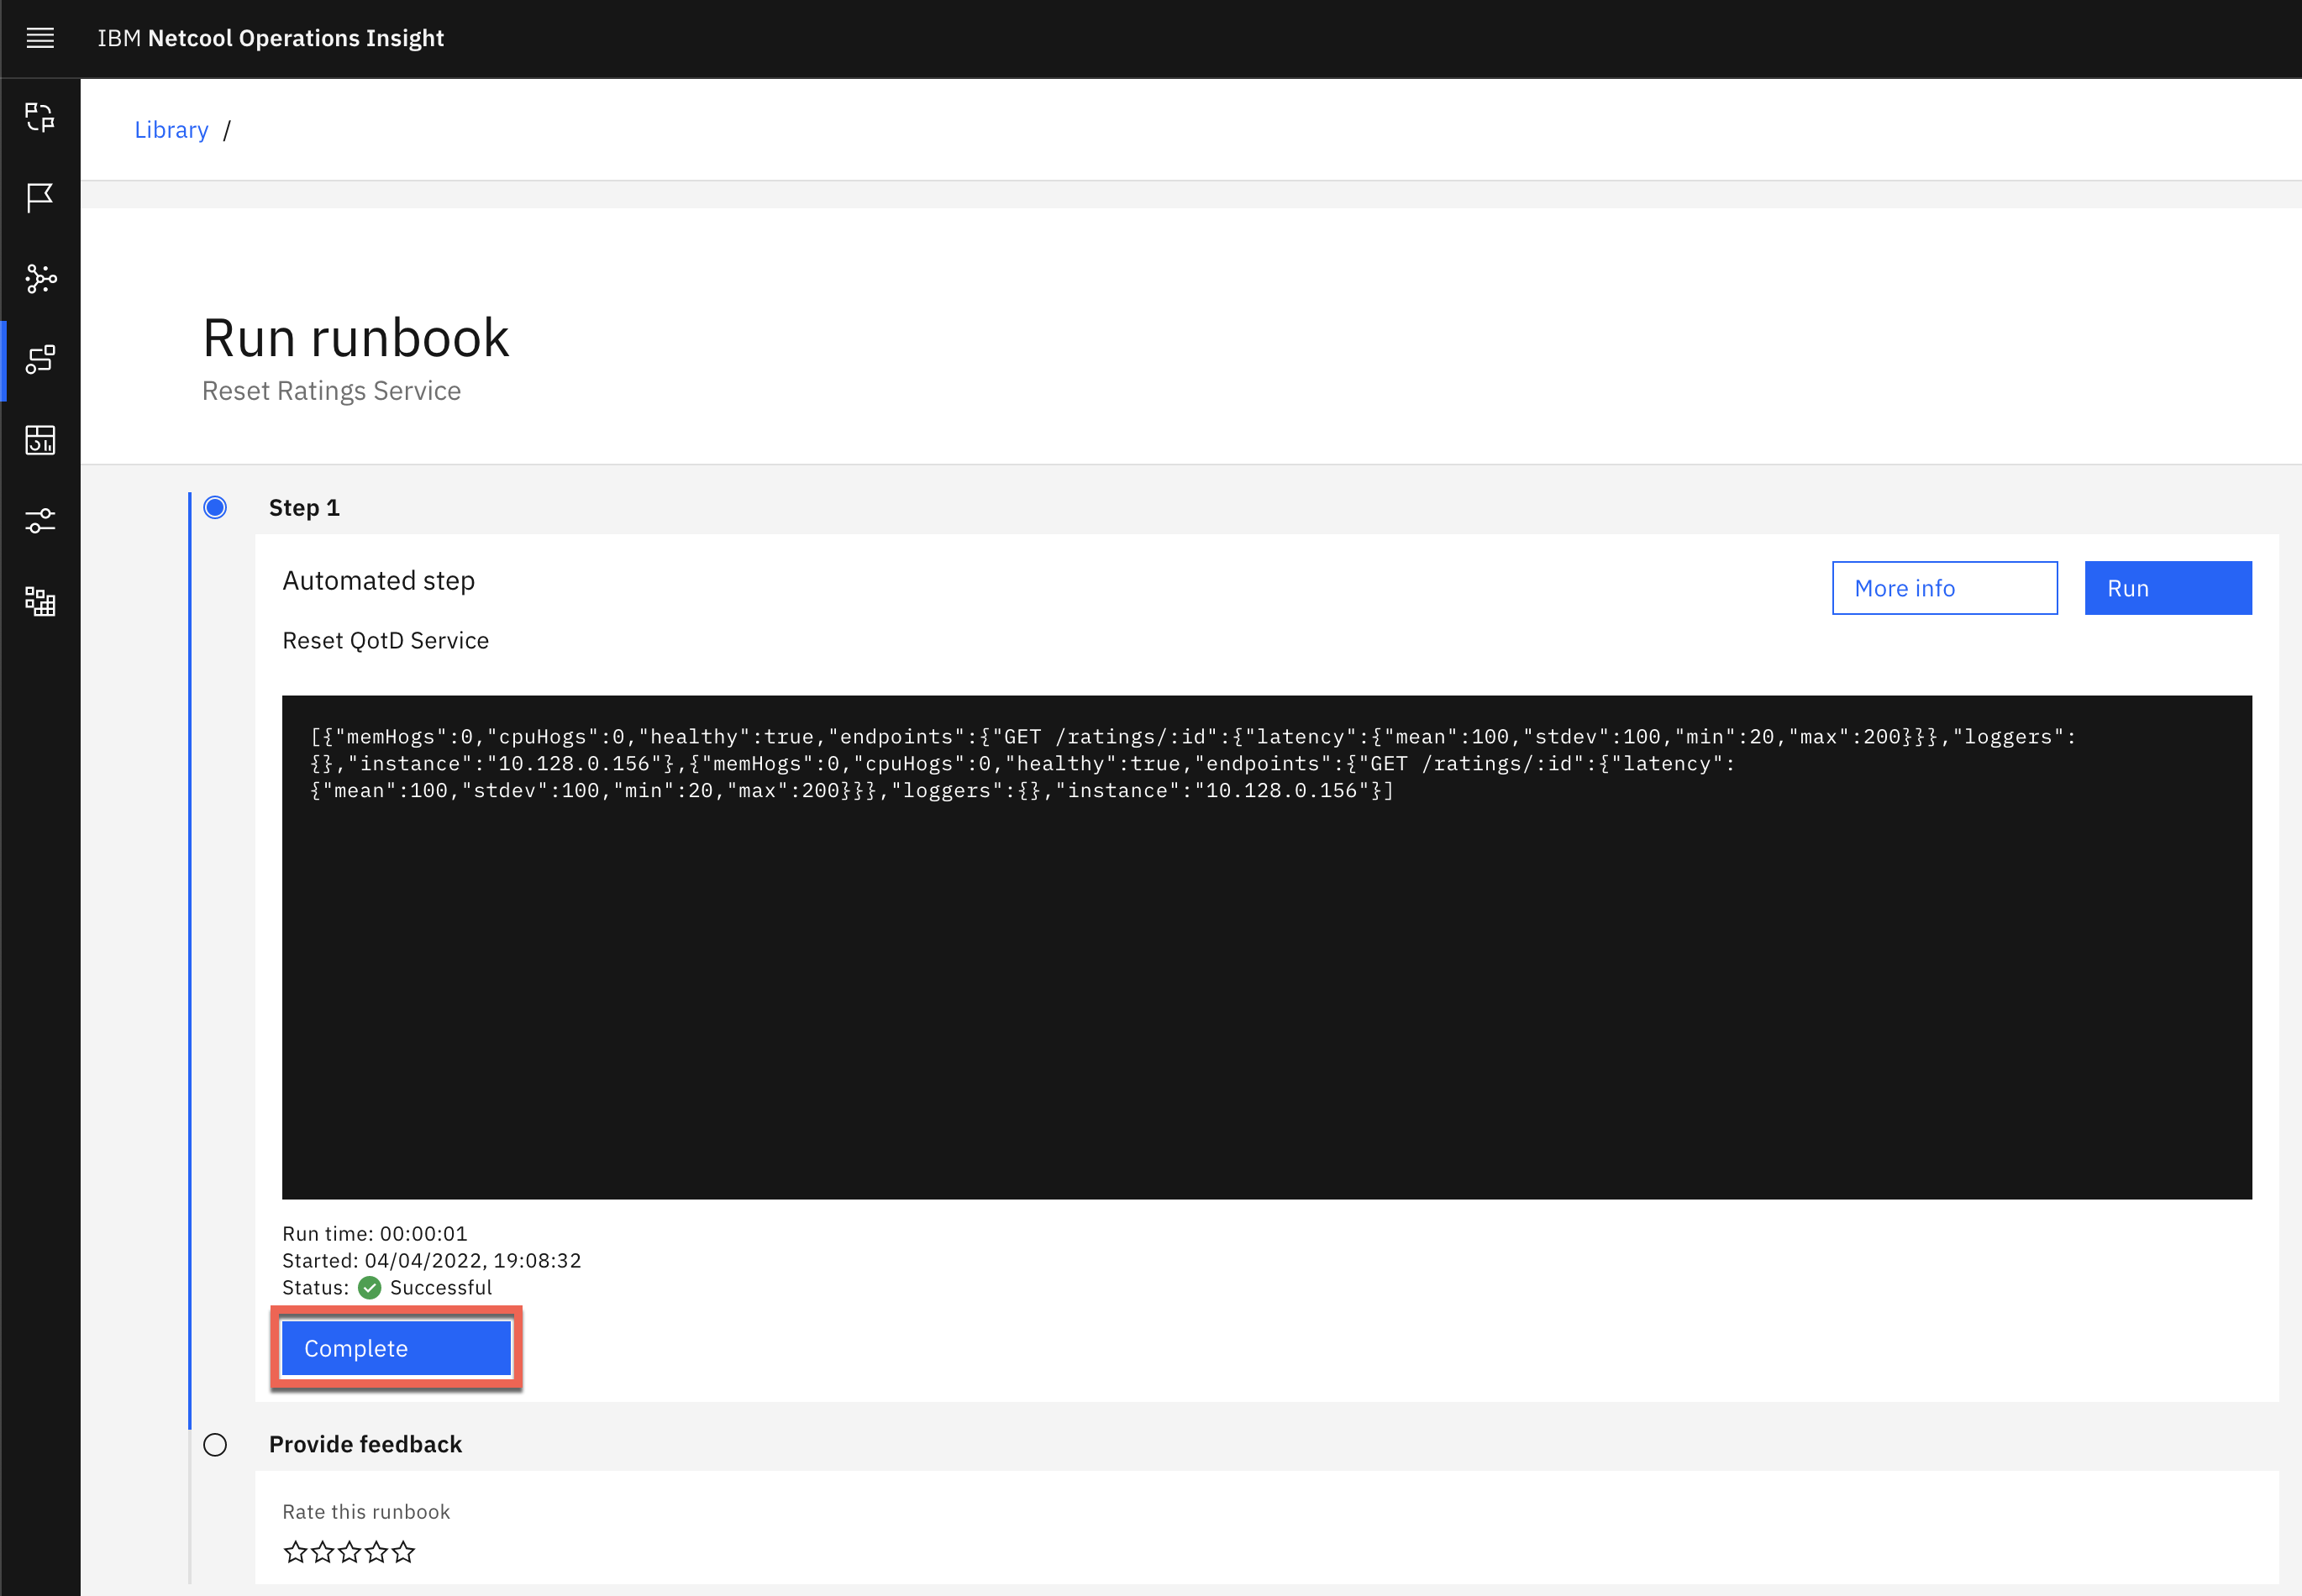 IBM Netcool Operations Insight
Library /
Run runbook
Reset Ratings Service
Step 1
Automated step
More info
Run
Reset QotD Service
[{"memHogs":0,"cpuHogs":0,"healthy":true,"endpoints":{"GET /ratings/:id":{"latency":{"mean":100,"stdev":100,"min":20,"max":200}}},"loggers":
{},"instance":"10.128.0.156"},{"memHogs":0,"cpuHogs":0,"healthy":true,"endpoints":{"GET /ratings/:id":{"latency":
{"mean":100,"stdev":100,"min":20,"max":200}}},"loggers":{},"instance":"10.128.0.156"}]
Run time: 00:00:01
Started: 04/04/2022, 19:08:32
Status: Successful
Complete
Provide feedback
Rate this runbook